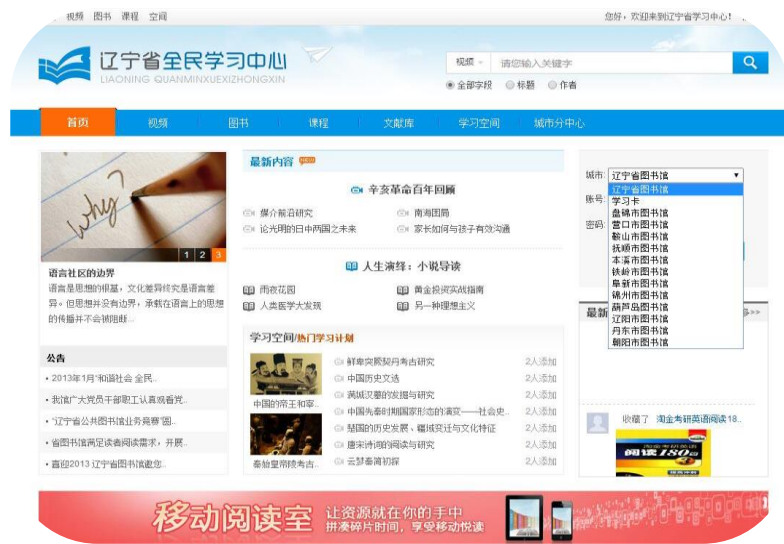 视频 图书 课程 空间
您好，欢迎来到辽宁省学习中心！
辽宁省全民学习中心
LIAONING QUANMINXUEXIZHONGXIN
视频 请您输入关键字
全部字段 标题 作者
首页 视频 图书 课程 文献库 学习空间 城市分中心
why?
1 2 3
语言社区的边界
语言是思想的根基，文化差异终究是语言差
异。但思想并没有边界，承载在语言上的思想
的传播并不会被阻断..
公告
2013年1月"和谐社会 全民..
我馆广大党员干部职工认真观看党..
"辽宁省公共图书馆业务竞赛"圆..
省图书馆满足读者阅读需求，开展..
喜迎2013 辽宁省图书馆邀您..
最新内容 NEW
辛亥革命百年回顾
媒介前沿研究 南海困局
论光明的日中两国之未来 家长如何与孩子有效沟通
人生演绎：小说导读
雨夜花园 黄金投资实战指南
人类医学大发现 另一种理想主义
学习空间/热门学习计划
中国的帝王和宰..
秦始皇帝陵考古..
鲜卑突厥契丹考古研究 2人添加
中国历史文选 2人添加
满城汉墓的发掘与研究 2人添加
中国先秦时期国家形态的演变——社会史.. 2人添加
楚国的历史发展、疆域变迁与文化特征 2人添加
唐宋诗词的阅读与研究 2人添加
云梦秦简初探 2人添加
城市: 辽宁省图书馆
账号:
密码:
辽宁省图书馆
学习卡
盘锦市图书馆
营口市图书馆
鞍山市图书馆
抚顺市图书馆
本溪市图书馆
铁岭市图书馆
阜新市图书馆
锦州市图书馆
葫芦岛图书馆
辽阳市图书馆
丹东市图书馆
朝阳市图书馆
最新
>>
收藏了 淘金考研英语阅读18..
淘金考研英语
阅读180篇
移动阅读室 让资源就在你的手中
拼凑碎片时间，享受移动悦读